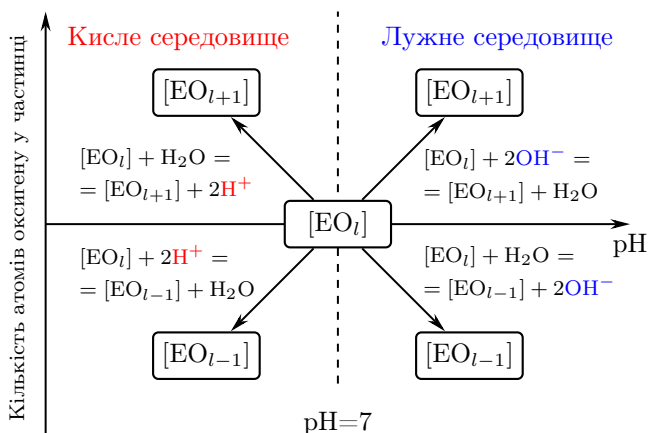 Кисле середовище
Лужне середовище
[EO_{l+1}]
[EO_{l+1}]
[EO_l] + H₂O =
= [EO_{l+1}] + 2H⁺
[EO_l] + 2OH⁻ =
= [EO_{l+1}] + H₂O
[EO_l]
pH
[EO_l] + 2H⁺ =
= [EO_{l−1}] + H₂O
[EO_l] + H₂O =
= [EO_{l−1}] + 2OH⁻
[EO_{l−1}]
[EO_{l−1}]
pH=7
Кількість атомів оксигену у частинці